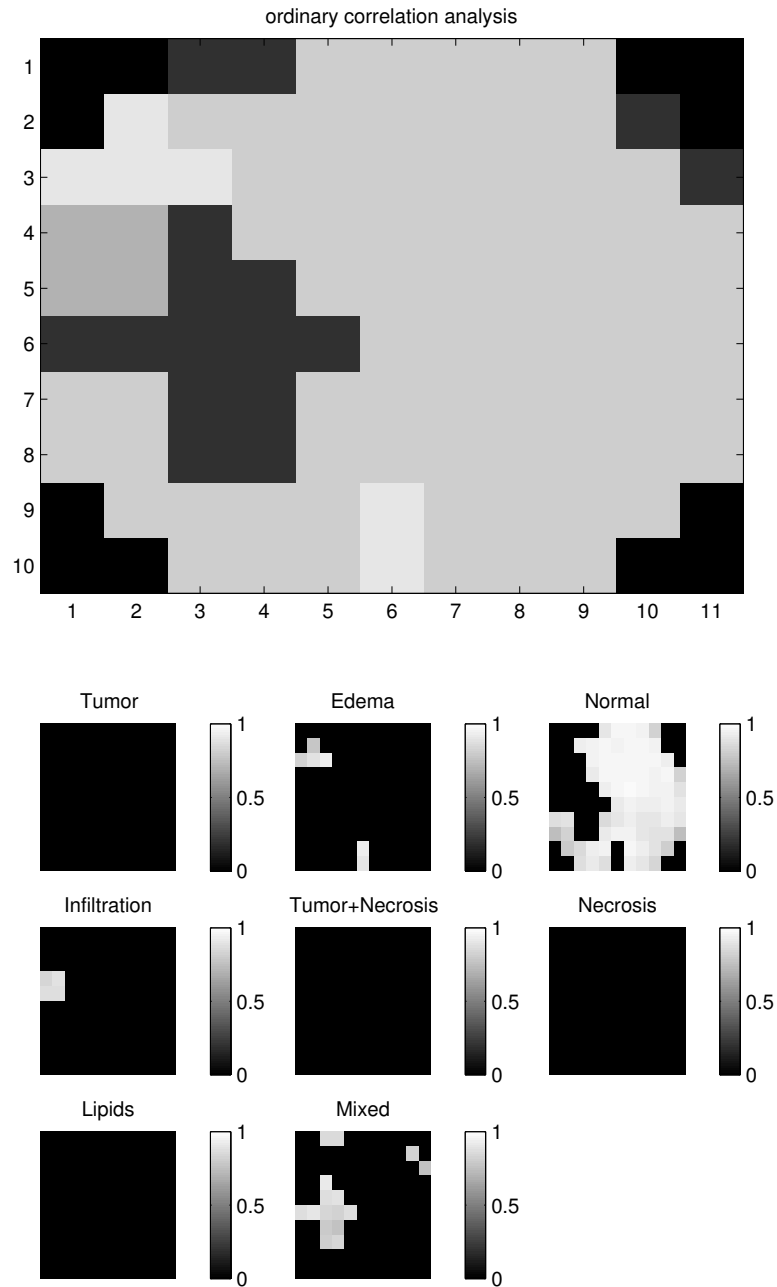 ordinary correlation analysis
1
2
3
4
5
6
7
8
9
10
1 2 3 4 5 6 7 8 9 10 11
Tumor Edema Normal
1 1 1
0.5 0.5 0.5
0 0 0
Infiltration Tumor+Necrosis Necrosis
1 1 1
0.5 0.5 0.5
0 0 0
Lipids Mixed
1 1
0.5 0.5
0 0